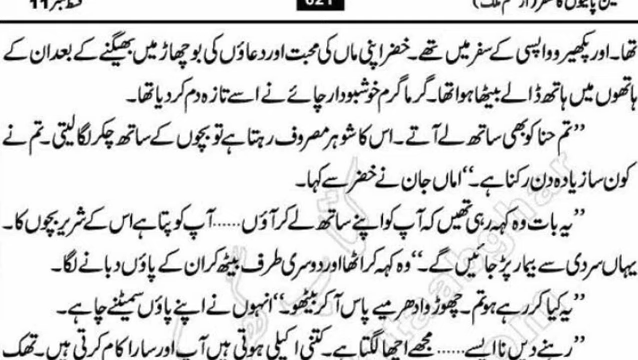 قسط نمبر 11 021
تھا۔ اور پکھیرو واپسی کے سفر میں تھے۔ خضر اپنی ماں کی محبت اور دعاؤں کی بوچھاڑ میں بھیگنے کے بعد ان کے
ہاتھوں میں ہاتھ ڈالے بیٹھا ہوا تھا۔ گرما گرم خوشبودار چائے نے اسے تازہ دم کر دیا تھا۔
”تم حنا کو بھی ساتھ لے آتے۔ اس کا شوہر مصروف رہتا ہے تو بچوں کے ساتھ چکر لگا لیتی۔ تم نے
کون سا زیادہ دن رکنا ہے۔“ اماں جان نے خضر سے کہا۔
”یہ بات وہ کہہ رہی تھیں کہ آپ کو اپنے ساتھ لے کر آؤں...... آپ کو پتا ہے اس کے شریر بچوں کا۔
یہاں سردی سے بیمار پڑ جائیں گے۔“ وہ کہہ کر اٹھا اور دوسری طرف بیٹھ کر ان کے پاؤں دبانے لگا۔
”یہ کیا کر رہے ہو تم۔ چھوڑو ادھر میرے پاس آ کر بیٹھو۔“ انہوں نے اپنے پاؤں سمیٹنے چاہے۔
”رہنے دیں نا ایسے...... مجھے اچھا لگتا ہے۔ کتنی اکیلی ہوتی ہیں آپ اور سارا کام کرتی ہیں۔ تھک